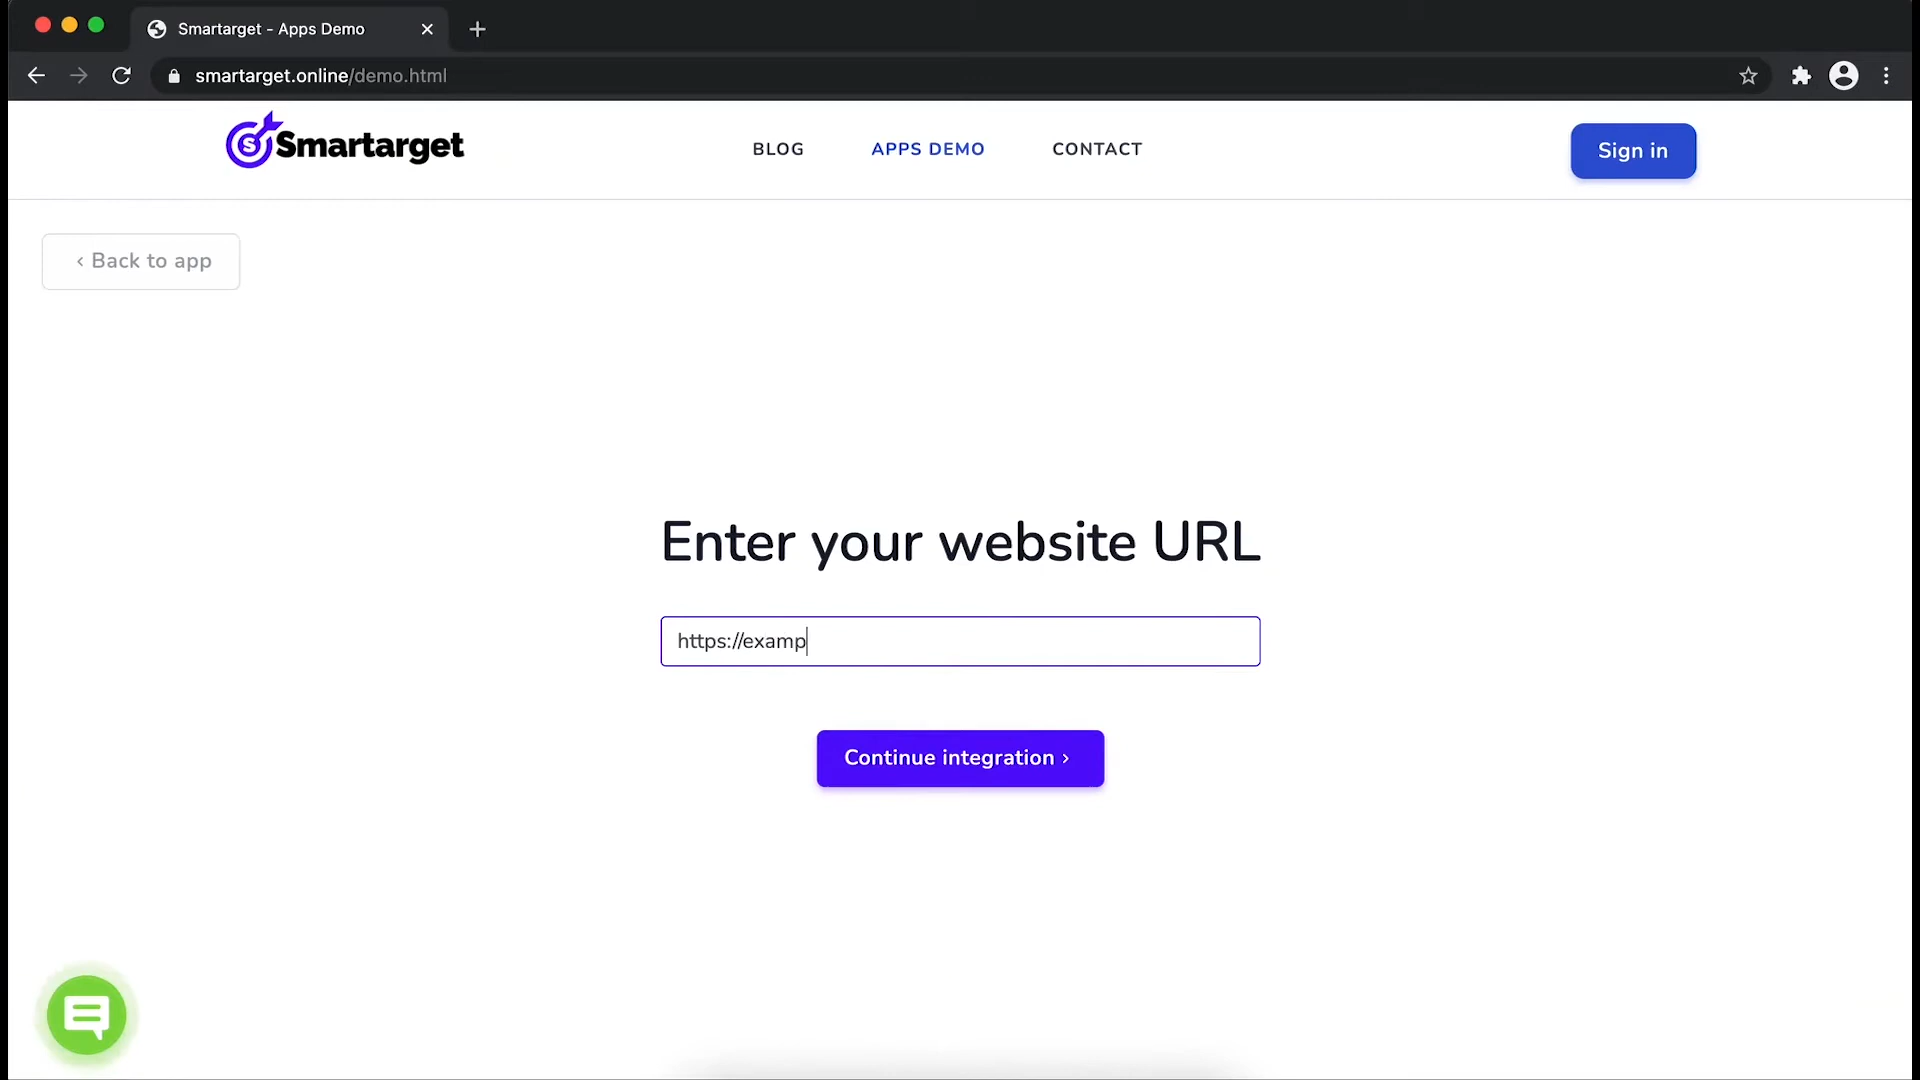 Smartarget - Apps Demo
smartarget.online/demo.html
Smartarget
BLOG
APPS DEMO
CONTACT
Sign in
‹ Back to app
Enter your website URL
https://examp
Continue integration ›